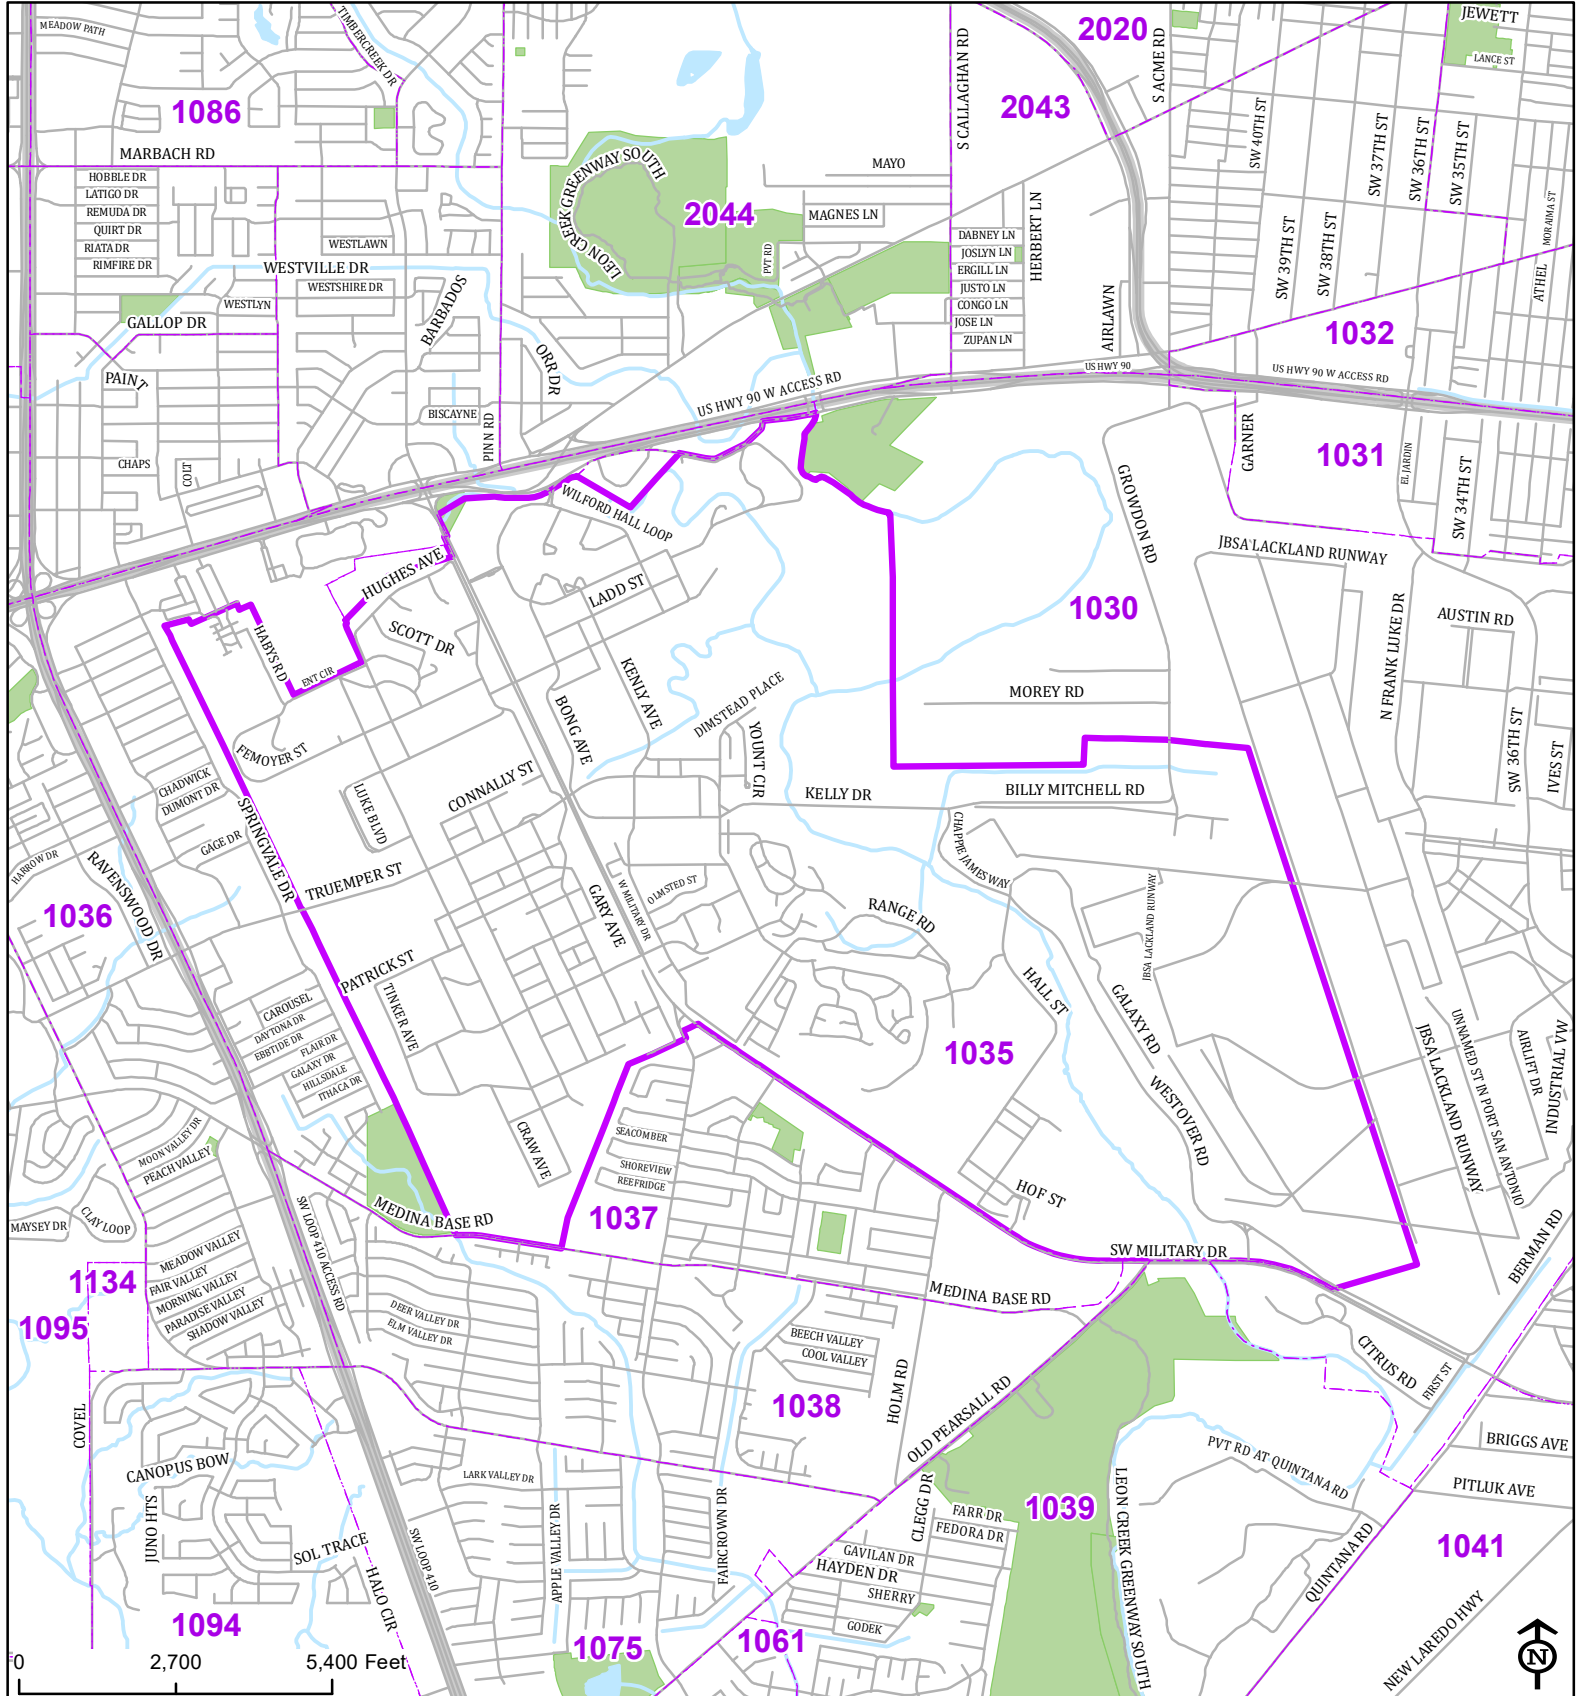 MEADOW PATH
TIMBERCREEK DR
S CALLAGHAN RD
2020
S ACME RD
JEWETT
LANCE ST
1086
2043
MARBACH RD
MAYO
SW 40TH ST
SW 37TH ST
SW 36TH ST
SW 35TH ST
HOBBLE DR
LATIGO DR
REMUDA DR
QUIRT DR
RIATA DR
RIMFIRE DR
LEON CREEK GREENWAY SOUTH
2044
MAGNES LN
PVT RD
HERBERT LN
MORAIMA ST
WESTLAWN
WESTVILLE DR
WESTSHIRE DR
WESTLYN
GALLOP DR
BARBADOS
DABNEY LN
JOSLYN LN
ERGILL LN
JUSTO LN
CONGO LN
JOSE LN
ZUPAN LN
AIRLAWN
SW 39TH ST
SW 38TH ST
ATHEL
1032
PAINT
ORR DR
US HWY 90 W ACCESS RD
US HWY 90
US HWY 90 W ACCESS RD
BISCAYNE
PINN RD
CHAPS
COLT
GARNER
1031
EL JARDIN
SW 34TH ST
GROWDON RD
WILFORD HALL LOOP
JBSA LACKLAND RUNWAY
HUGHES AVE
LADD ST
1030
N FRANK LUKE DR
AUSTIN RD
HABYS RD
ENT CIR
SCOTT DR
KENLY AVE
BONG AVE
DIMSTEAD PLACE
YOUNT CIR
MOREY RD
SW 36TH ST
IVES ST
FEMOYER ST
CHADWICK
DUMONT DR
GAGE DR
SPRINGVALE DR
LUKE BLVD
CONNALLY ST
KELLY DR
BILLY MITCHELL RD
CHAPPIE JAMES WAY
HARROW DR
RAVENSWOOD DR
TRUEMPER ST
GARY AVE
W MILITARY DR
OLMSTED ST
RANGE RD
JBSA LACKLAND RUNWAY
1036
PATRICK ST
TINKER AVE
HALL ST
GALAXY RD
CAROUSEL
DAYTONA DR
EBBTIDE DR
FLAIR DR
GALAXY DR
HILLSDALE
ITHACA DR
1035
WESTOVER RD
JBSA LACKLAND RUNWAY
UNNAMED ST IN PORT SAN ANTONIO
AIRLIFT DR
INDUSTRIAL VW
MOON VALLEY DR
PEACH VALLEY
CRAW AVE
SEACOMBER
SHOREVIEW
REEFRIDGE
1037
HOF ST
MEDINA BASE RD
SW MILITARY DR
BERMAN RD
MAYSEY DR
CLAY LOOP
SW LOOP 410 ACCESS RD
MEADOW VALLEY
FAIR VALLEY
MORNING VALLEY
PARADISE VALLEY
SHADOW VALLEY
1134
1095
DEER VALLEY DR
ELM VALLEY DR
MEDINA BASE RD
BEECH VALLEY
COOL VALLEY
HOLM RD
CITRUS RD
FIRST ST
1038
OLD PEARSALL RD
COVEL
CANOPUS BOW
JUNO HTS
LARK VALLEY DR
PVT RD AT QUINTANA RD
BRIGGS AVE
PITLUK AVE
FAIRCROWN DR
APPLE VALLEY DR
CLEGG DR
FARR DR
FEDORA DR
1039
LEON CREEK GREENWAY SOUTH
SOL TRACE
HALO CIR
SW LOOP 410
GAVILAN DR
HAYDEN DR
SHERRY
GODEK
QUINTANA RD
1041
NEW LAREDO HWY
1094
1075
1061
0 2,700 5,400 Feet
N